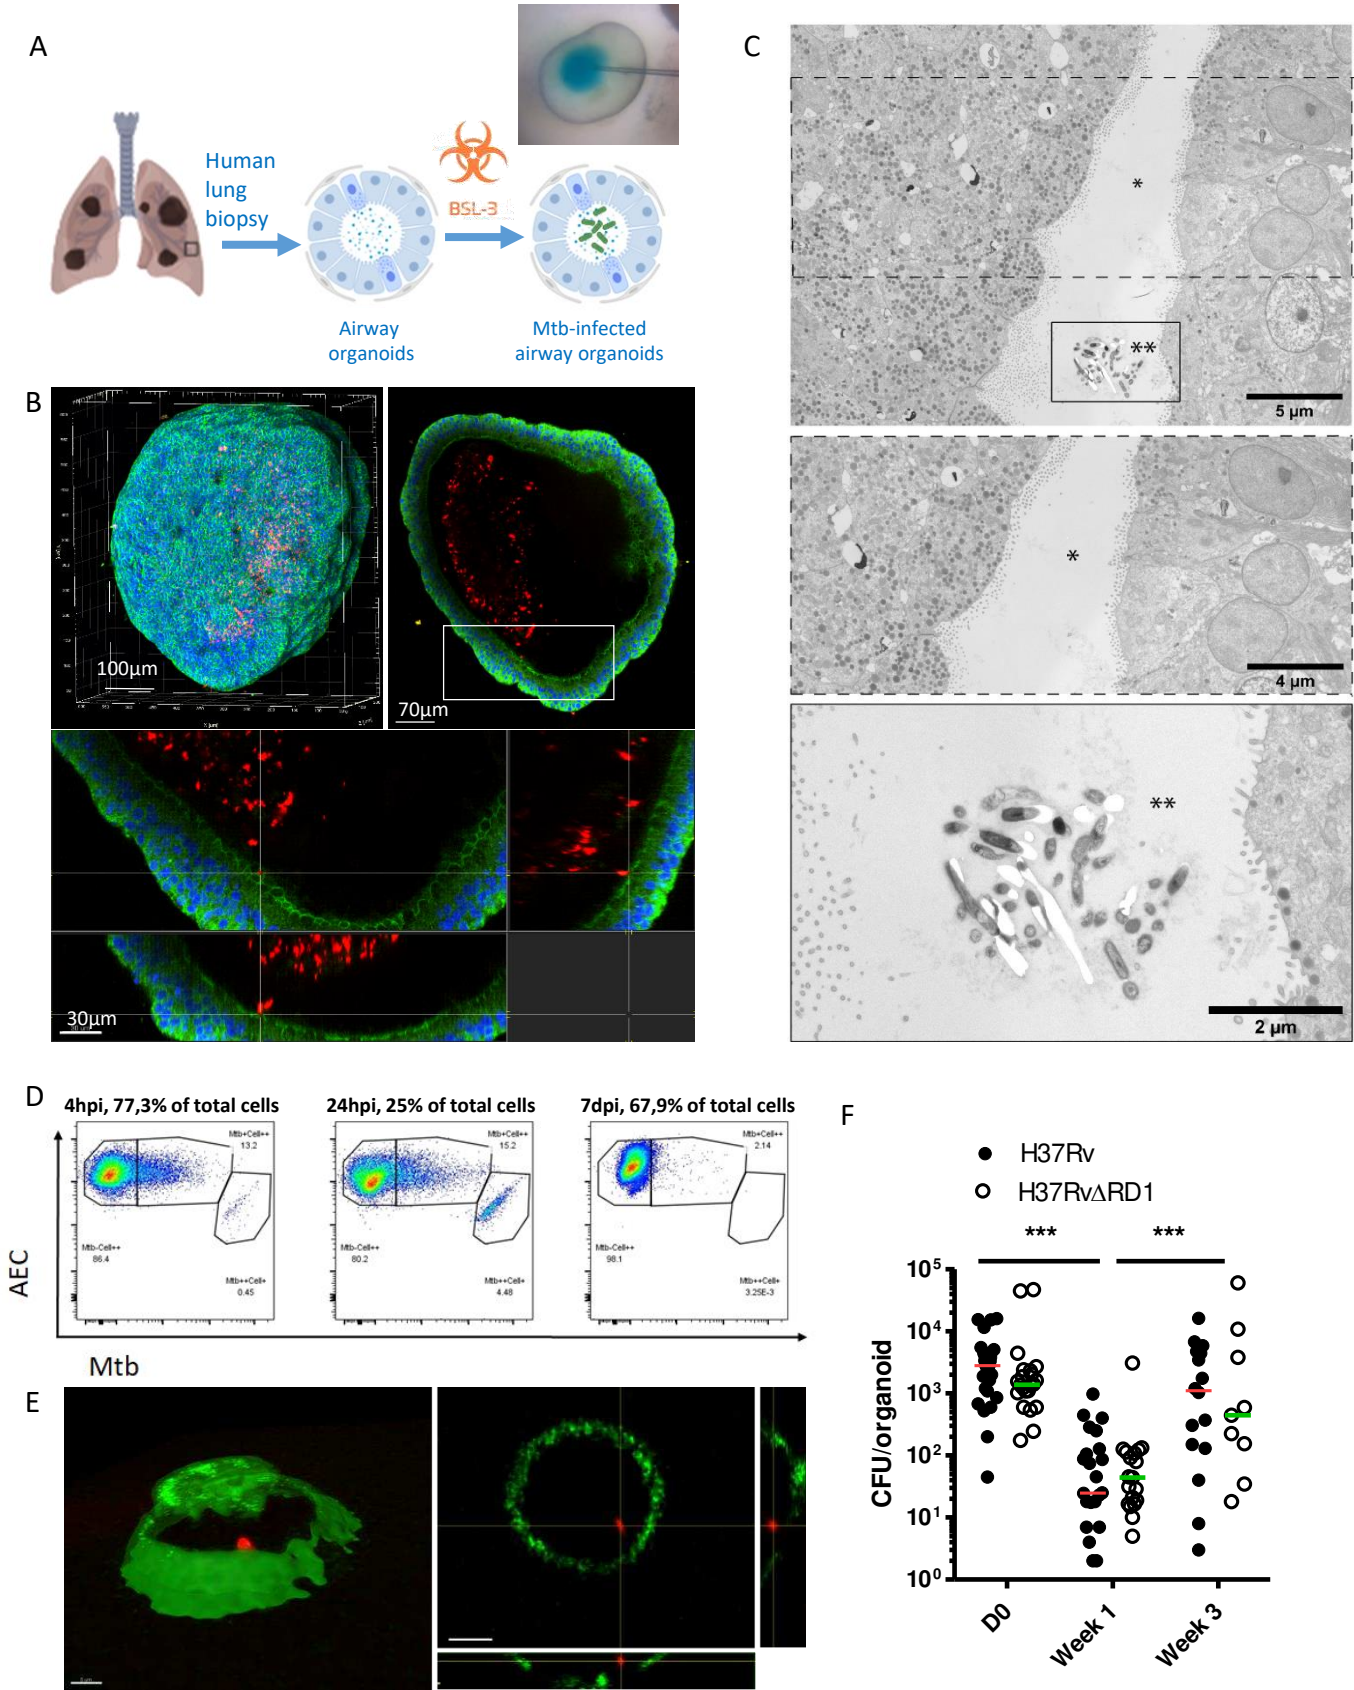 A
Human
lung
biopsy
BSL-3
Airway
organoids
Mtb-infected
airway organoids
B
100µm
70µm
30µm
C
*
**
5 µm
*
4 µm
**
2 µm
D
4hpi, 77,3% of total cells
24hpi, 25% of total cells
7dpi, 67,9% of total cells
Mtb+Cell++
13.2
Mtb-Cell++
86.4
Mtb++Cell+
0.45
Mtb+Cell++
15.2
Mtb-Cell++
80.2
Mtb++Cell+
4.48
Mtb+Cell++
2.14
Mtb-Cell++
98.1
Mtb++Cell+
3.25E-3
AEC
Mtb
E
F
H37Rv
H37Rv∆RD1
***
***
CFU/organoid
10⁵
10⁴
10³
10²
10¹
10⁰
D0
Week 1
Week 3